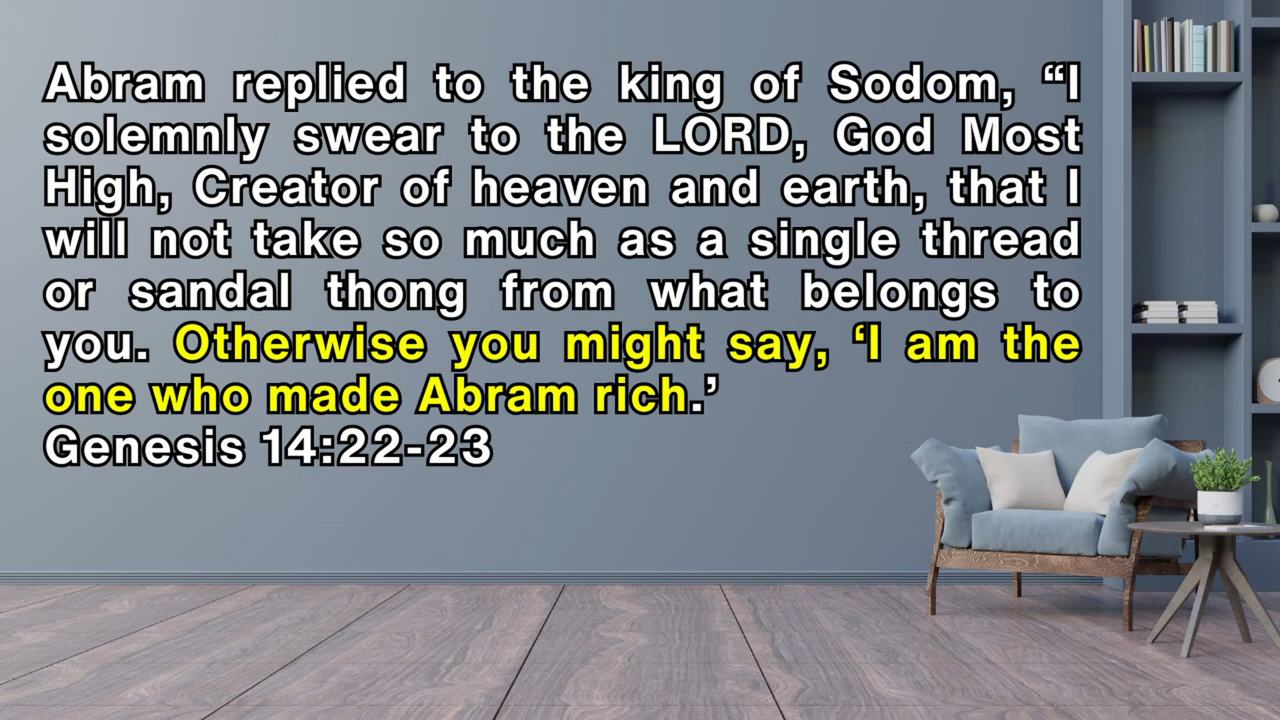 Abram replied to the king of Sodom, “I
solemnly swear to the LORD, God Most
High, Creator of heaven and earth, that I
will not take so much as a single thread
or sandal thong from what belongs to
you. Otherwise you might say, ‘I am the
one who made Abram rich.’
Genesis 14:22-23